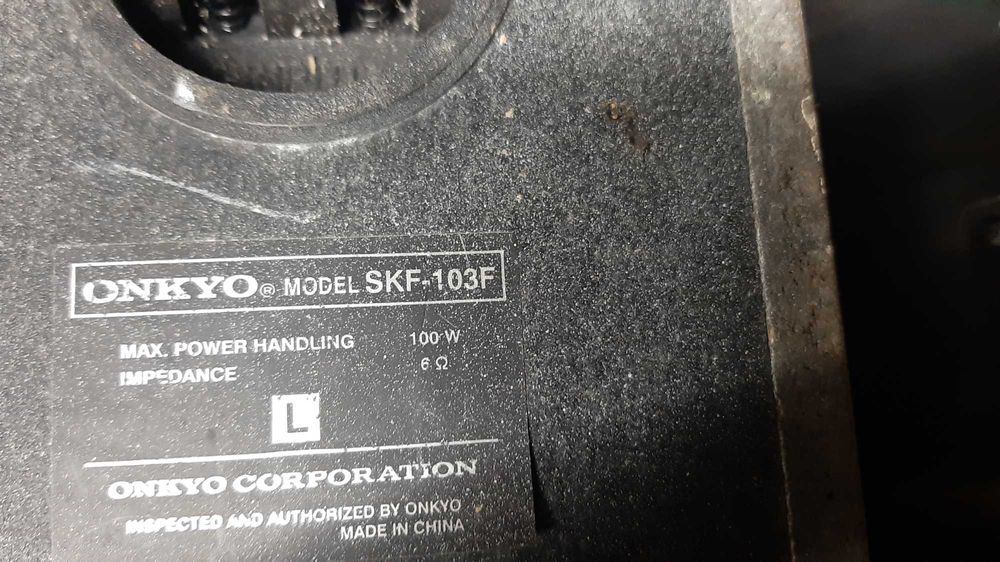 ONKYO® MODEL SKF-103F
MAX. POWER HANDLING 100 W
IMPEDANCE 6 Ω
L
ONKYO CORPORATION
INSPECTED AND AUTHORIZED BY ONKYO
MADE IN CHINA